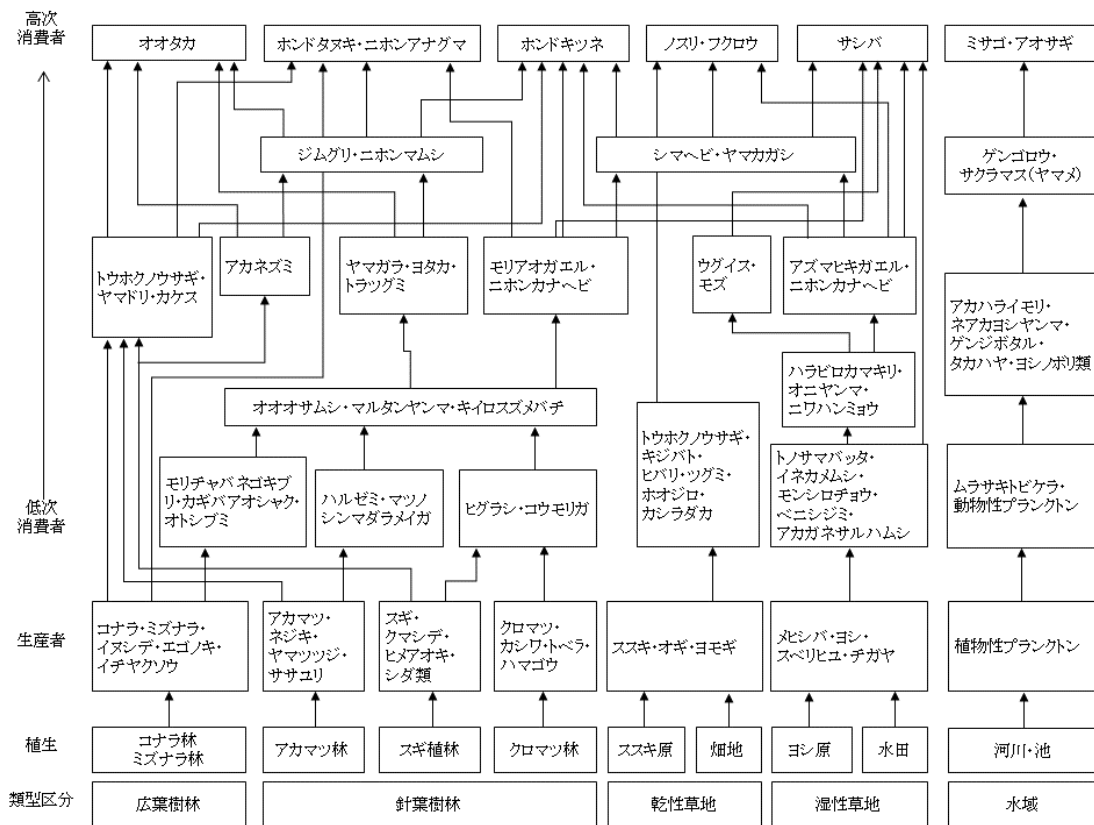 高次
消費者
オオタカ
ホンドタヌキ・ニホンアナグマ
ホンドキツネ
ノスリ・フクロウ
サシバ
ミサゴ・アオサギ
ジムグリ・ニホンマムシ
シマヘビ・ヤマカガシ
ゲンゴロウ・
サクラマス(ヤマメ)
トウホクノウサギ・
ヤマドリ・カケス
アカネズミ
ヤマガラ・ヨタカ・
トラツグミ
モリアオガエル・
ニホンカナヘビ
ウグイス・
モズ
アズマヒキガエル・
ニホンカナヘビ
アカハライモリ・
ネアカヨシヤンマ・
ゲンジボタル・
タカハヤ・ヨシノボリ類
ハラビロカマキリ・
オニヤンマ・
ニワハンミョウ
オオオサムシ・マルタンヤンマ・キイロスズメバチ
低次
消費者
モリチャバネゴキブ
リ・カギバアオシャク・
オトシブミ
ハルゼミ・マツノ
シンマダラメイガ
ヒグラシ・コウモリガ
トウホクノウサギ・
キジバト・
ヒバリ・ツグミ・
ホオジロ・
カシラダカ
トノサマバッタ・
イネカメムシ・
モンシロチョウ・
ベニシジミ・
アカガネサルハムシ
ムラサキトビケラ・
動物性プランクトン
生産者
コナラ・ミズナラ・
イヌシデ・エゴノキ・
イチヤクソウ
アカマツ・
ネジキ・
ヤマツツジ・
ササユリ
スギ・
クマシデ・
ヒメアオキ・
シダ類
クロマツ・
カシワ・トベラ・
ハマゴウ
ススキ・オギ・ヨモギ
メヒシバ・ヨシ・
スベリヒユ・チガヤ
植物性プランクトン
植生
コナラ林
ミズナラ林
アカマツ林
スギ植林
クロマツ林
ススキ原
畑地
ヨシ原
水田
河川・池
類型区分
広葉樹林
針葉樹林
乾性草地
湿性草地
水域